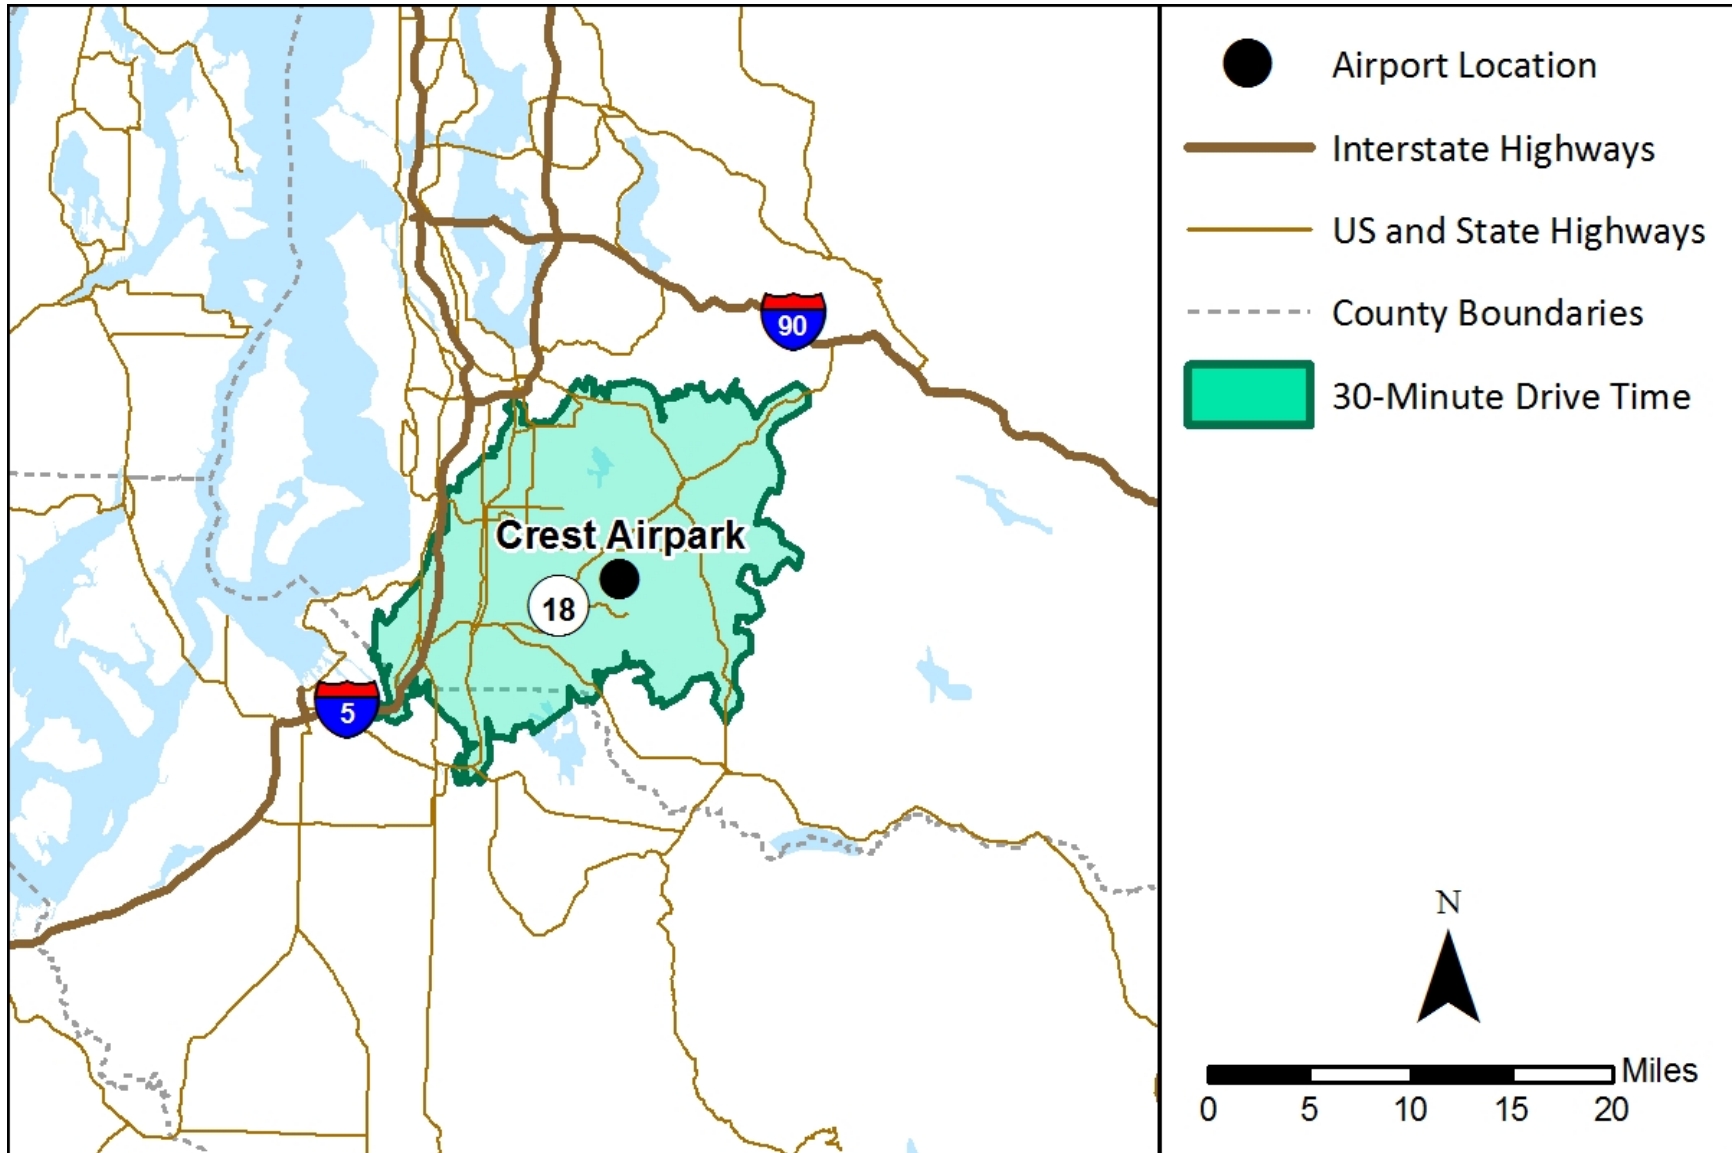 Airport Location
Interstate Highways
US and State Highways
County Boundaries
30-Minute Drive Time
90
Crest Airpark
18
5
N
Miles
0 5 10 15 20